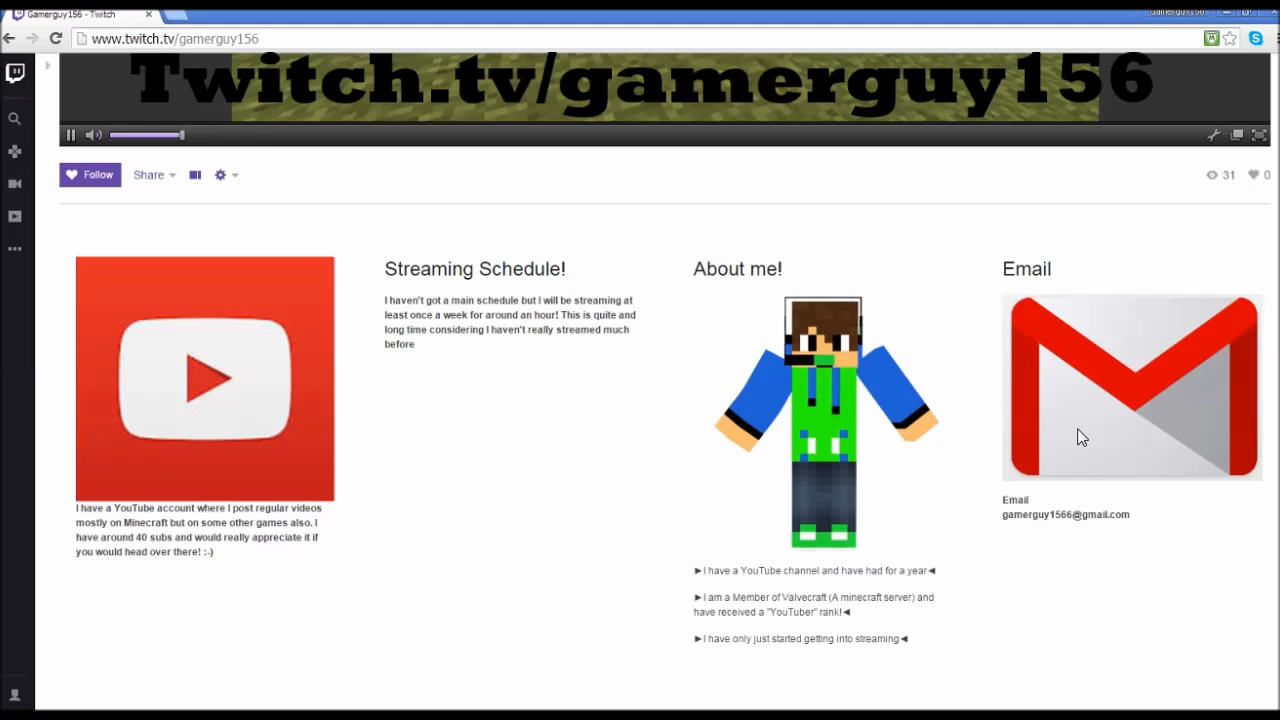 Gamerguy156 - Twitch
Gamerguy156
www.twitch.tv/gamerguy156
Twitch.tv/gamerguy156
Follow
Share
31
0
I have a YouTube account where I post regular videos
mostly on Minecraft but on some other games also. I
have around 40 subs and would really appreciate it if
you would head over there! :-)
Streaming Schedule!
I haven't got a main schedule but I will be streaming at
least once a week for around an hour! This is quite and
long time considering I haven't really streamed much
before
About me!
►I have a YouTube channel and have had for a year◄
►I am a Member of Valvecraft (A minecraft server) and
have received a "YouTuber" rank!◄
►I have only just started getting into streaming◄
Email
Email
gamerguy1566@gmail.com